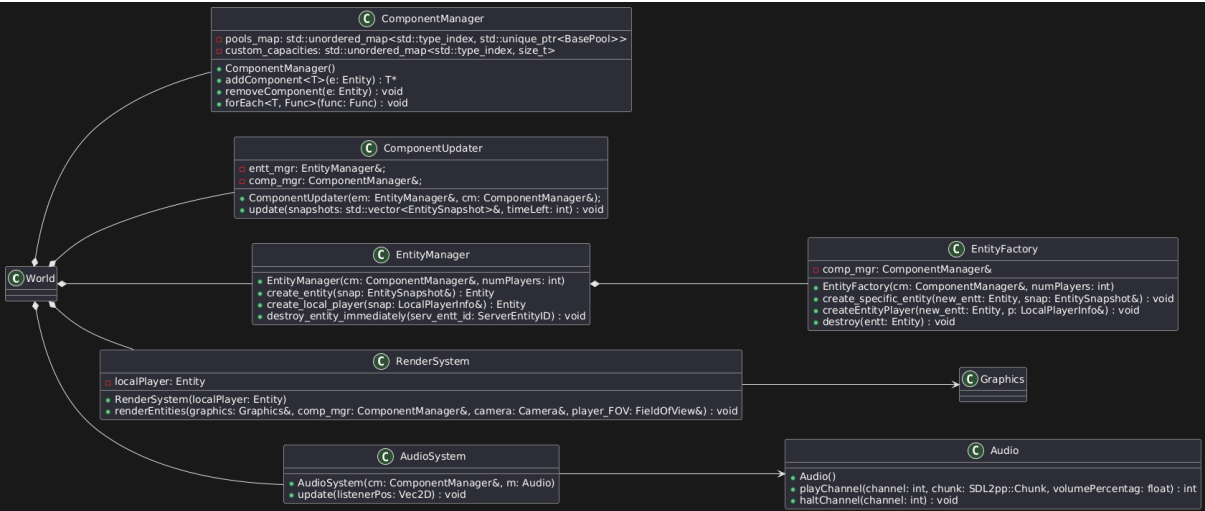 C ComponentManager
pools_map: std::unordered_map<std::type_index, std::unique_ptr<BasePool>>
custom_capacities: std::unordered_map<std::type_index, size_t>
ComponentManager()
addComponent<T>(e: Entity) : T*
removeComponent(e: Entity) : void
forEach<T, Func>(func: Func) : void
C ComponentUpdater
entt_mgr: EntityManager&;
comp_mgr: ComponentManager&;
ComponentUpdater(em: EntityManager&, cm: ComponentManager&);
update(snapshots: std::vector<EntitySnapshot>&, timeLeft: int) : void
C World
C EntityManager
EntityManager(cm: ComponentManager&, numPlayers: int)
create_entity(snap: EntitySnapshot&) : Entity
create_local_player(snap: LocalPlayerInfo&) : Entity
destroy_entity_immediately(serv_entt_id: ServerEntityID) : void
C EntityFactory
comp_mgr: ComponentManager&
EntityFactory(cm: ComponentManager&, numPlayers: int)
create_specific_entity(new_entt: Entity, snap: EntitySnapshot&) : void
createEntityPlayer(new_entt: Entity, p: LocalPlayerInfo&) : void
destroy(entt: Entity) : void
C RenderSystem
localPlayer: Entity
RenderSystem(localPlayer: Entity)
renderEntities(graphics: Graphics&, comp_mgr: ComponentManager&, camera: Camera&, player_FOV: FieldOfView&) : void
C Graphics
C AudioSystem
AudioSystem(cm: ComponentManager&, m: Audio)
update(listenerPos: Vec2D) : void
C Audio
Audio()
playChannel(channel: int, chunk: SDL2pp::Chunk, volumePercentag: float) : int
haltChannel(channel: int) : void